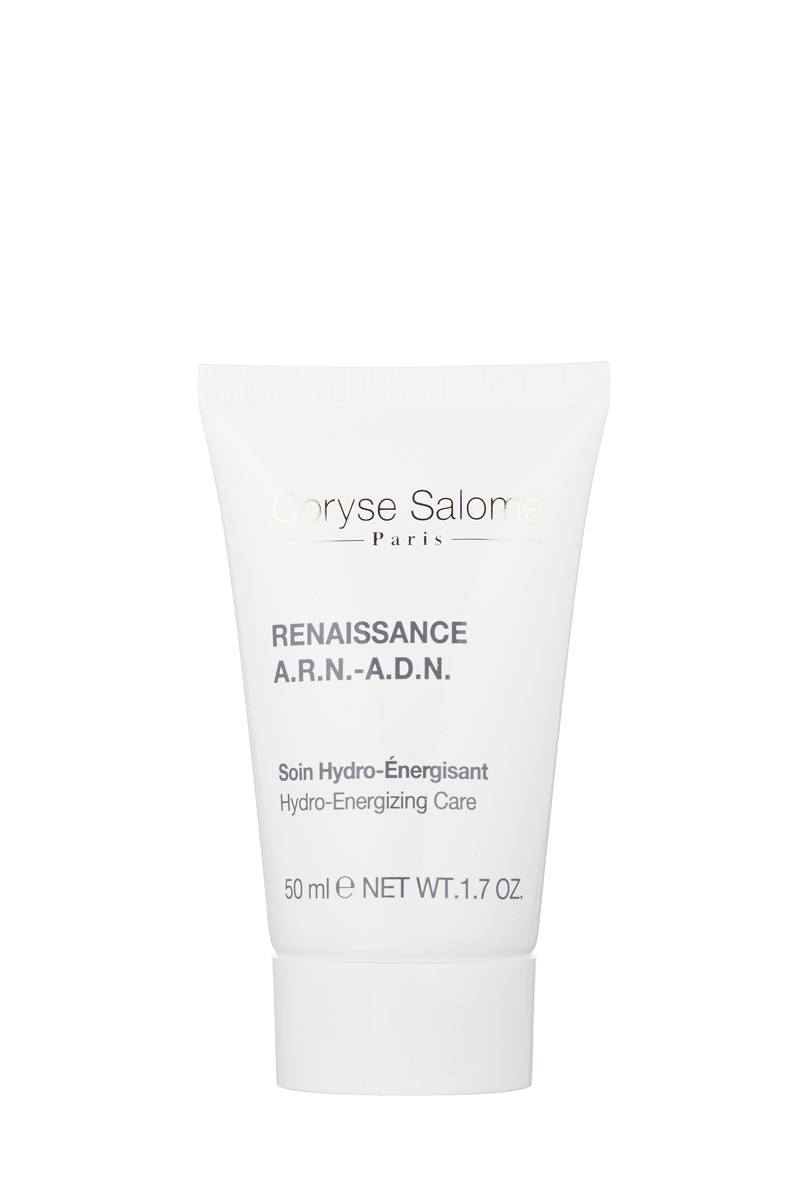 Coryse Salomé
Paris
RENAISSANCE
A.R.N.-A.D.N.
Soin Hydro-Énergisant
Hydro-Energizing Care
50 ml ℮ NET WT.1.7 OZ.